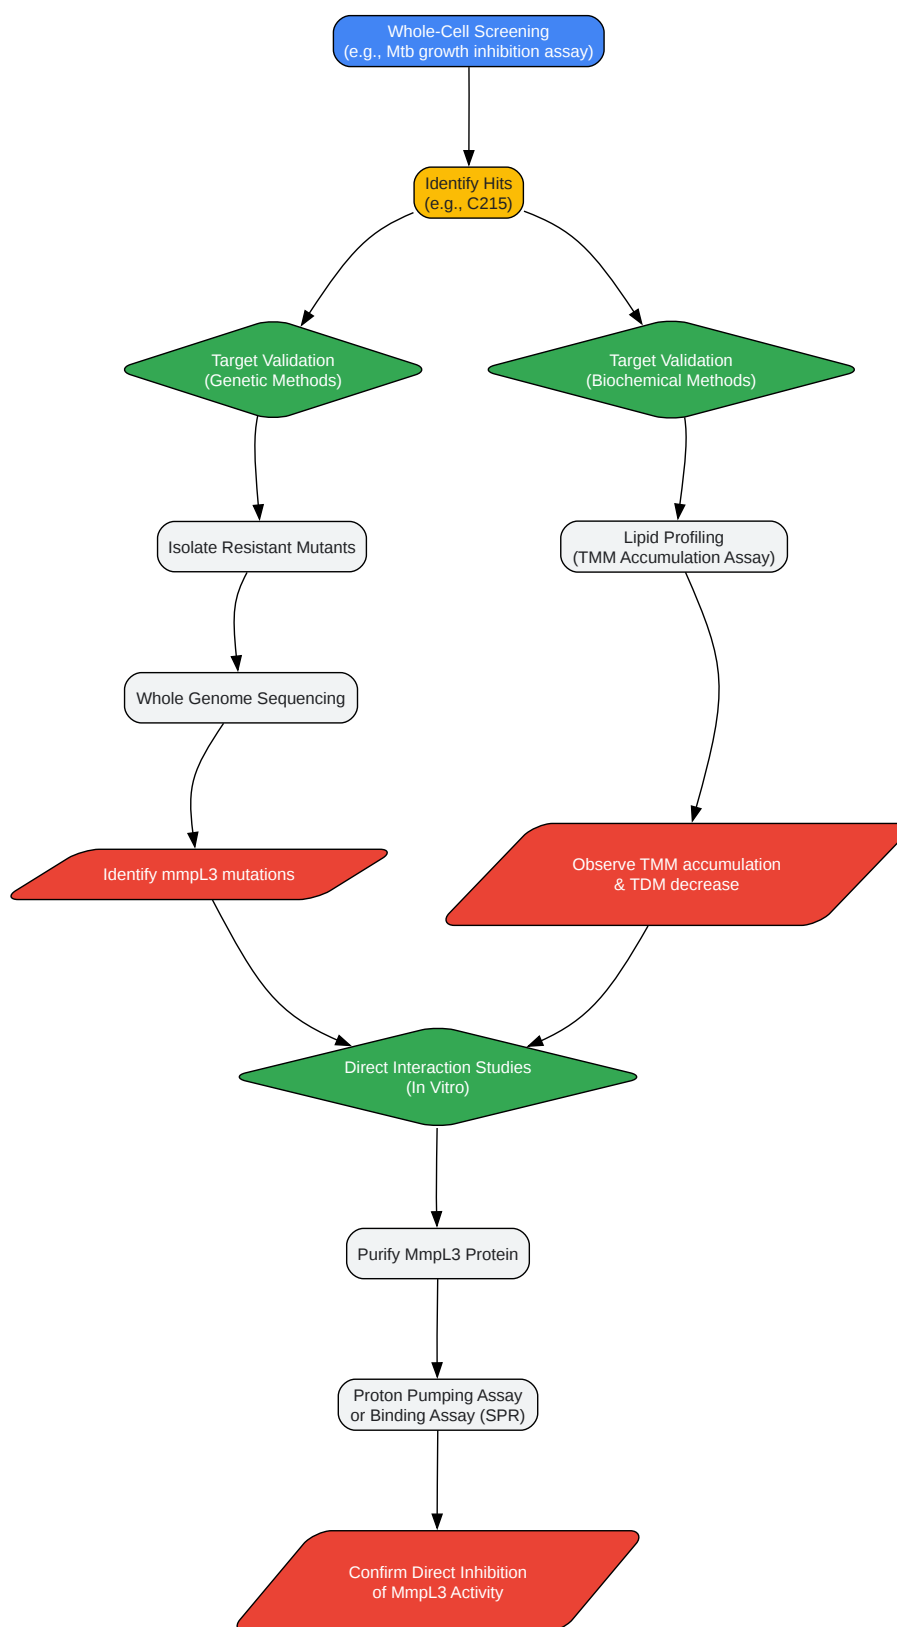 Whole-Cell Screening
(e.g., Mtb growth inhibition assay)
Identify Hits
(e.g., C215)
Target Validation
(Genetic Methods)
Target Validation
(Biochemical Methods)
Isolate Resistant Mutants
Lipid Profiling
(TMM Accumulation Assay)
Whole Genome Sequencing
Identify mmpL3 mutations
Observe TMM accumulation
& TDM decrease
Direct Interaction Studies
(In Vitro)
Purify MmpL3 Protein
Proton Pumping Assay
or Binding Assay (SPR)
Confirm Direct Inhibition
of MmpL3 Activity